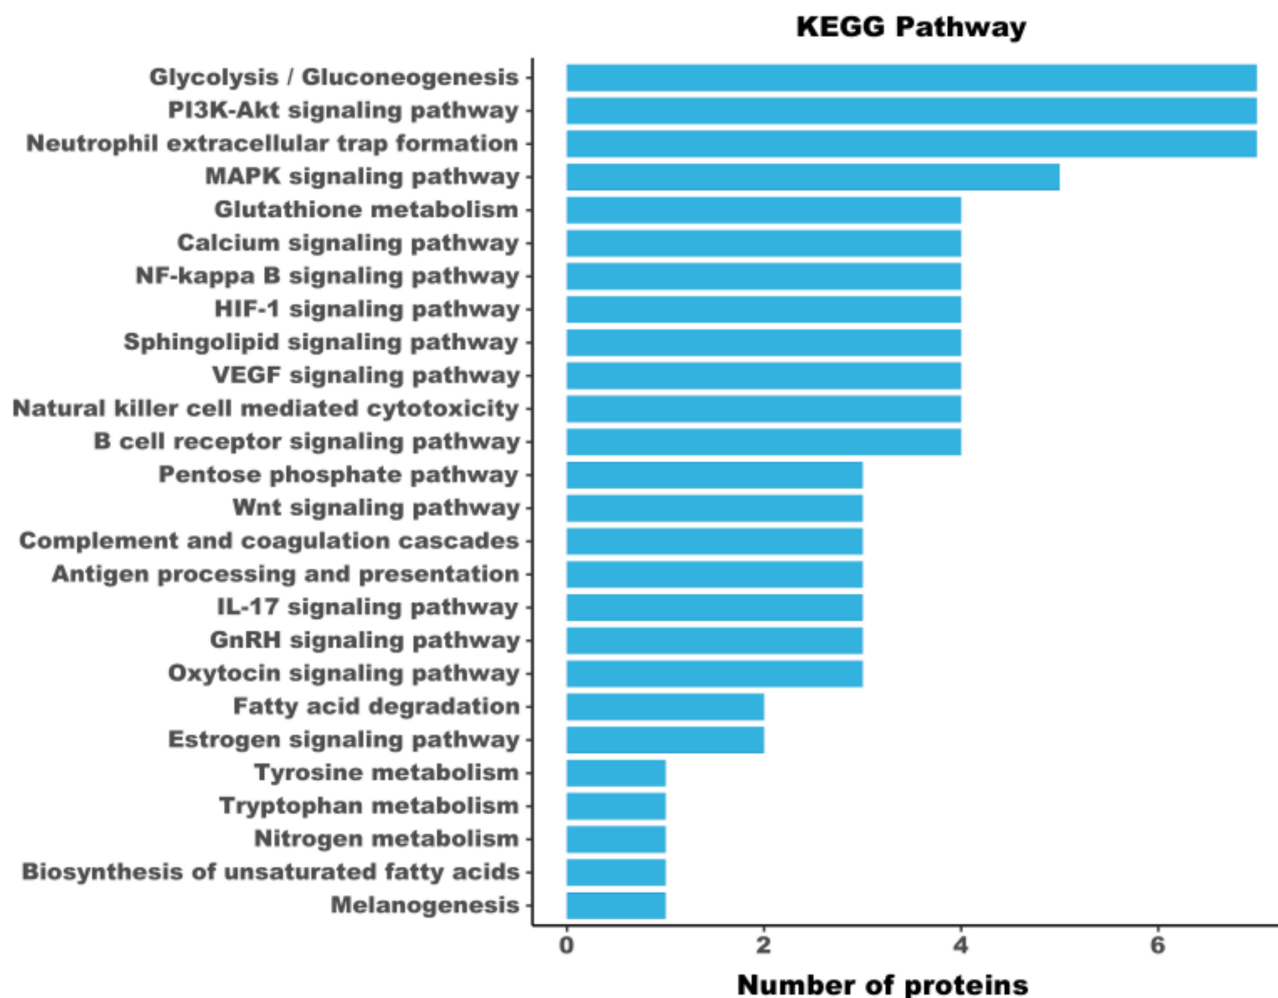 KEGG Pathway
Glycolysis / Gluconeogenesis
PI3K-Akt signaling pathway
Neutrophil extracellular trap formation
MAPK signaling pathway
Glutathione metabolism
Calcium signaling pathway
NF-kappa B signaling pathway
HIF-1 signaling pathway
Sphingolipid signaling pathway
VEGF signaling pathway
Natural killer cell mediated cytotoxicity
B cell receptor signaling pathway
Pentose phosphate pathway
Wnt signaling pathway
Complement and coagulation cascades
Antigen processing and presentation
IL-17 signaling pathway
GnRH signaling pathway
Oxytocin signaling pathway
Fatty acid degradation
Estrogen signaling pathway
Tyrosine metabolism
Tryptophan metabolism
Nitrogen metabolism
Biosynthesis of unsaturated fatty acids
Melanogenesis
0 2 4 6
Number of proteins